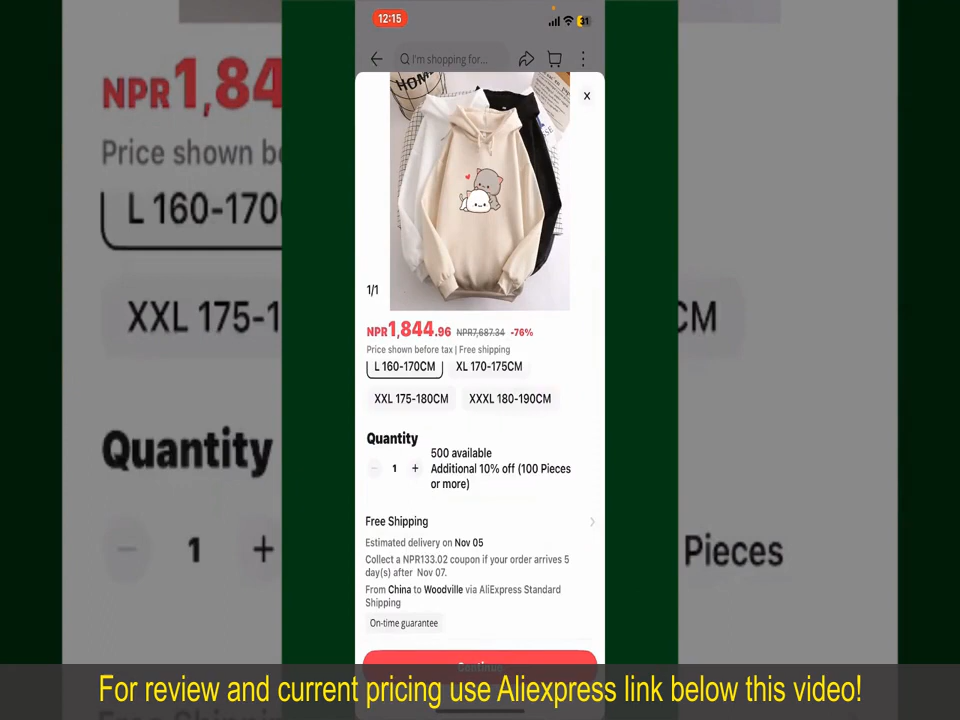 12:15
31
I'm shopping for...
HOM
x
1/1
NPR1,844.96 NPR7,687.34 -76%
Price shown before tax | Free shipping
L 160-170CM XL 170-175CM
XXL 175-180CM XXXL 180-190CM
Quantity
500 available
- 1 + Additional 10% off (100 Pieces
or more)
Free Shipping
Estimated delivery on Nov 05
Collect a NPR133.02 coupon if your order arrives 5
day(s) after Nov 07.
From China to Woodville via AliExpress Standard
Shipping
On-time guarantee
Continue
NPR1,84
Price shown be
L 160-170
XXL 175-1
CM
Quantity
- 1 +
Pieces
For review and current pricing use Aliexpress link below this video!